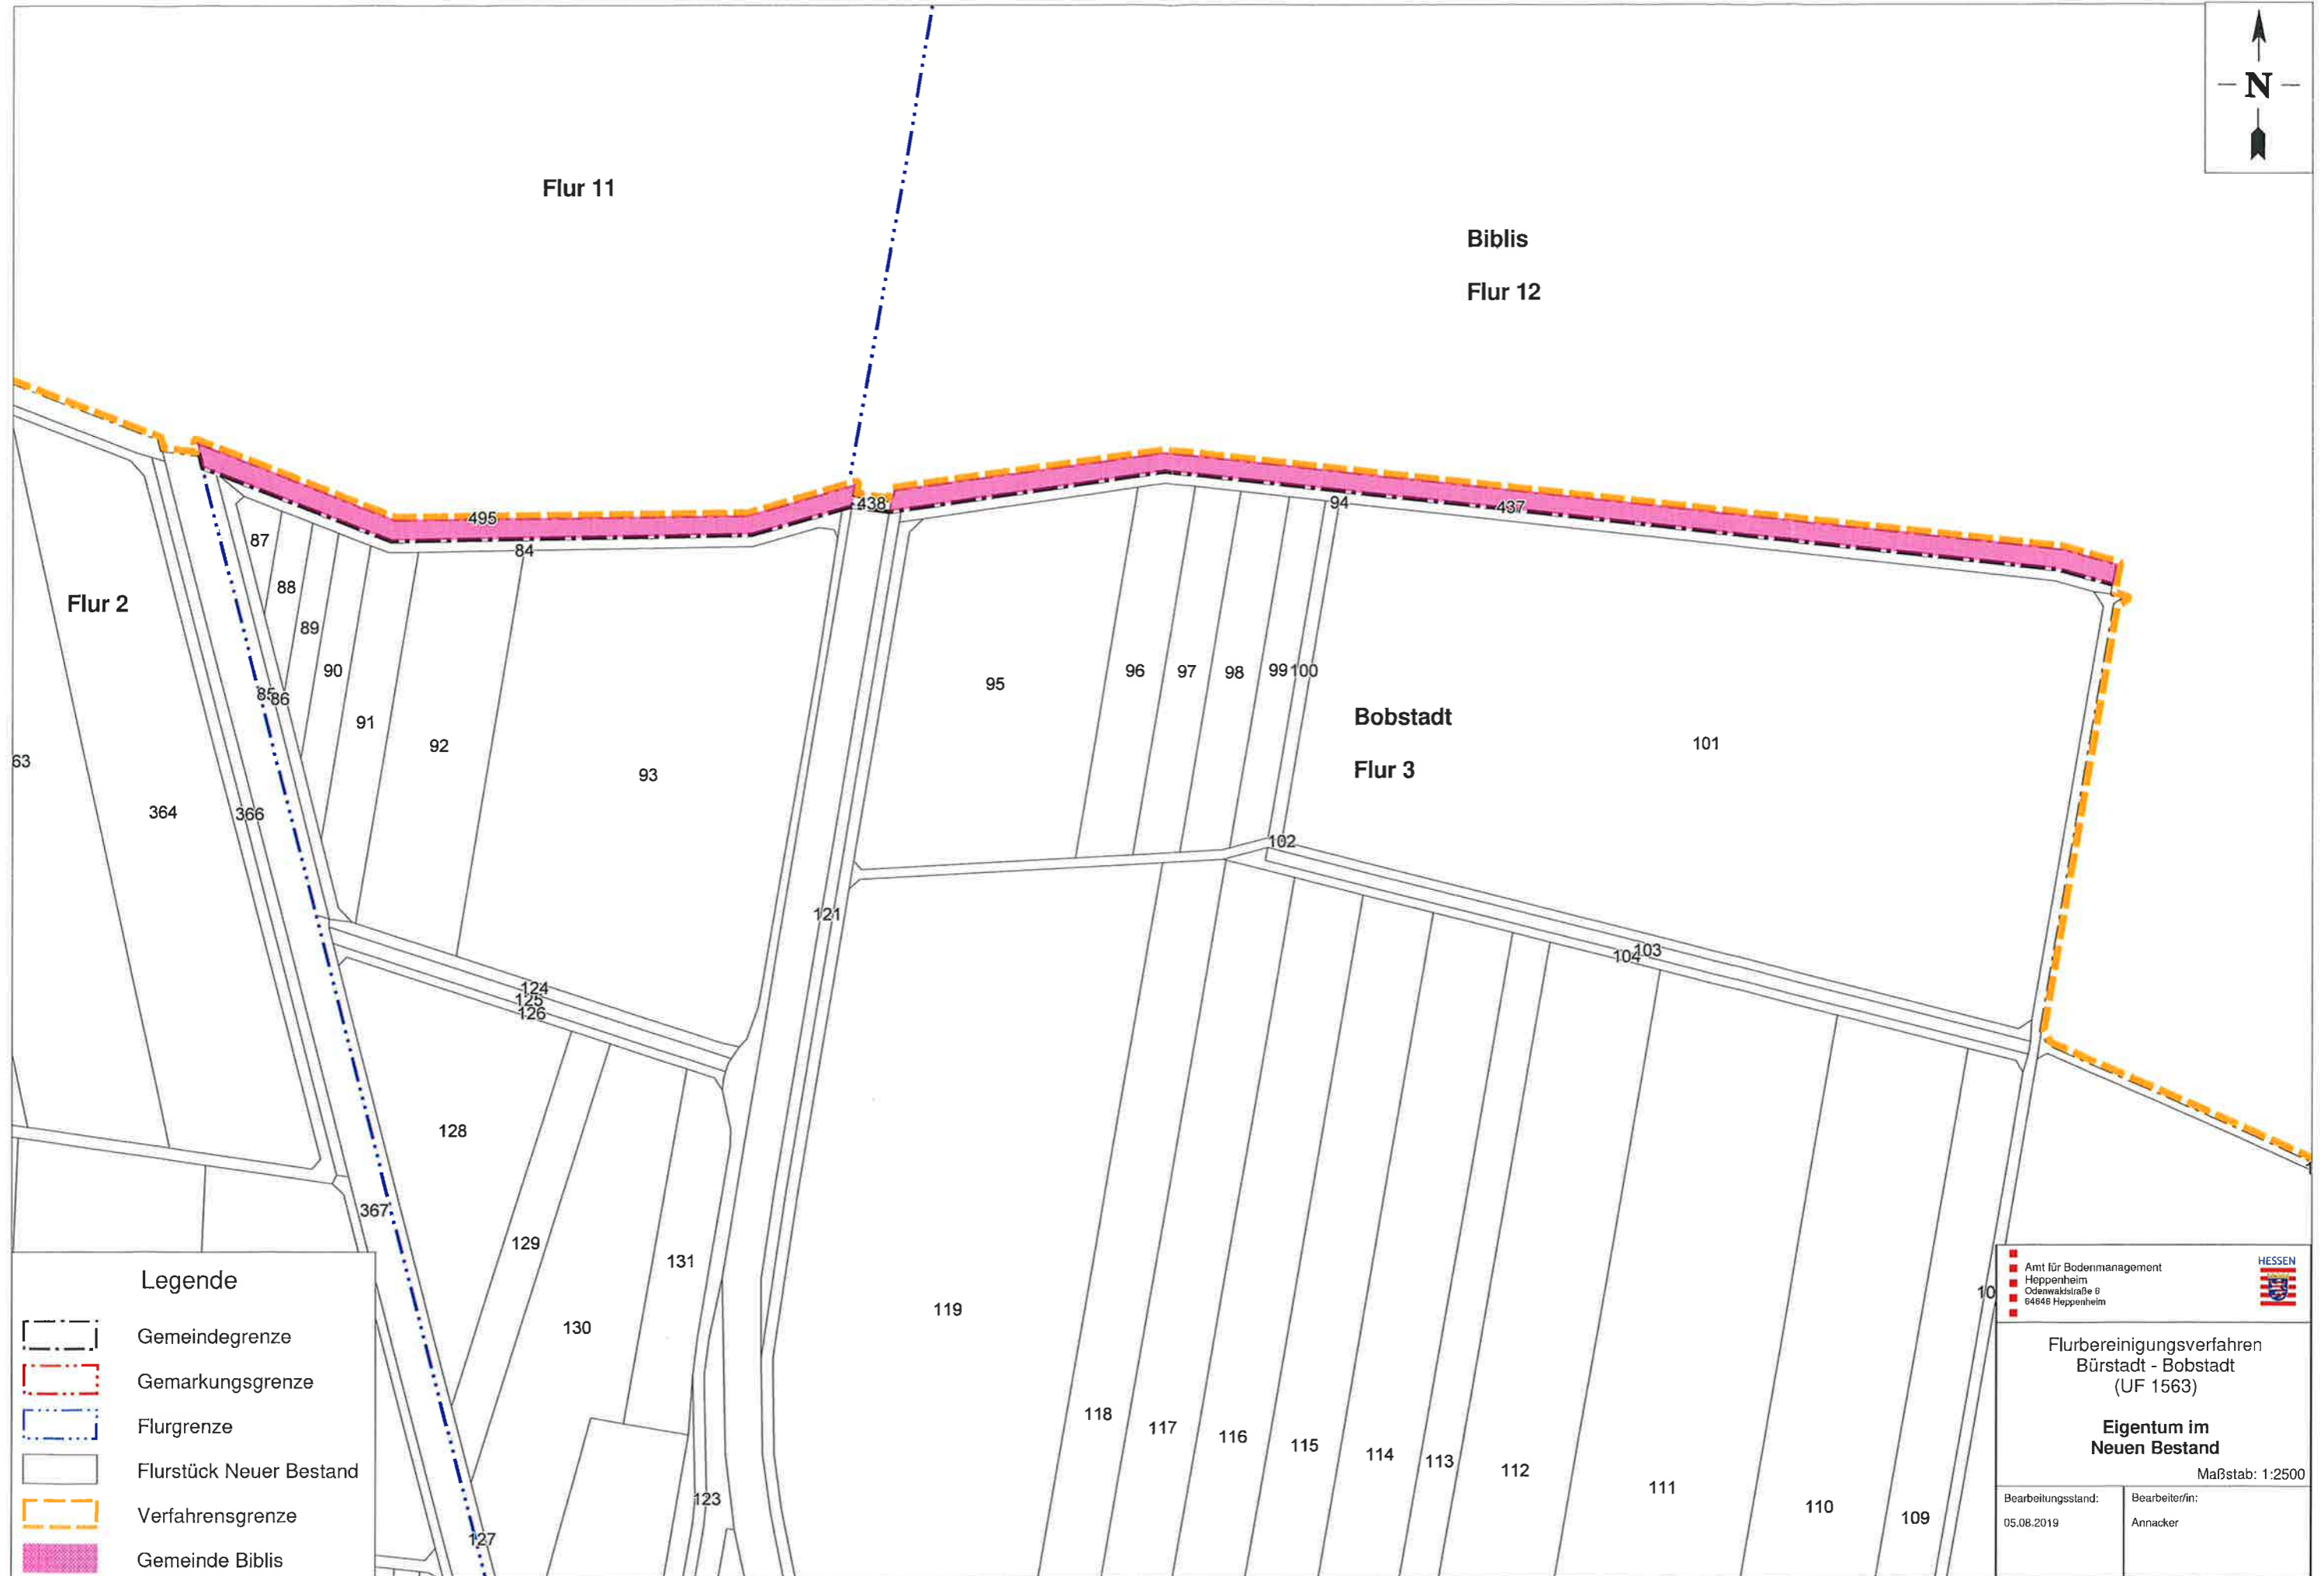 N
Flur 11
Biblis
Flur 12
495
438
94
437
84
87
88
Flur 2
89
90
96
97
98
99
100
95
85
86
91
Bobstadt
92
101
63
Flur 3
93
364
366
102
121
103
104
124
125
126
128
367
129
131
10
119
130
118
117
116
115
114
113
112
111
110
109
123
127
Legende
Gemeindegrenze
Gemarkungsgrenze
Flurgrenze
Flurstück Neuer Bestand
Verfahrensgrenze
Gemeinde Biblis
Amt für Bodenmanagement
Heppenheim
Odenwaldstraße 6
64646 Heppenheim
HESSEN
Flurbereinigungsverfahren
Bürstadt - Bobstadt
(UF 1563)
Eigentum im
Neuen Bestand
Maßstab: 1:2500
Bearbeitungsstand:
05.08.2019
Bearbeiter/in:
Annacker